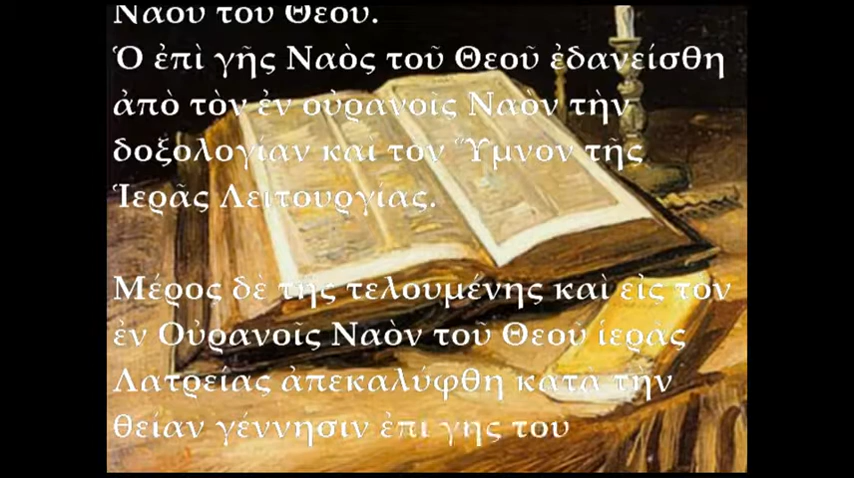 Ναοῦ τοῦ Θεοῦ.
Ὁ ἐπὶ γῆς Ναὸς τοῦ Θεοῦ ἐδανείσθη
ἀπὸ τὸν ἐν οὐρανοῖς Ναὸν τὴν
δοξολογίαν καὶ τὸν Ὕμνον τῆς
Ἱερᾶς Λειτουργίας.
Μέρος δὲ τῆς τελουμένης καὶ εἰς τὸν
ἐν Οὐρανοῖς Ναὸν τοῦ Θεοῦ ἱερᾶς
Λατρείας ἀπεκαλύφθη κατὰ τὴν
θείαν γέννησιν ἐπὶ γῆς τοῦ